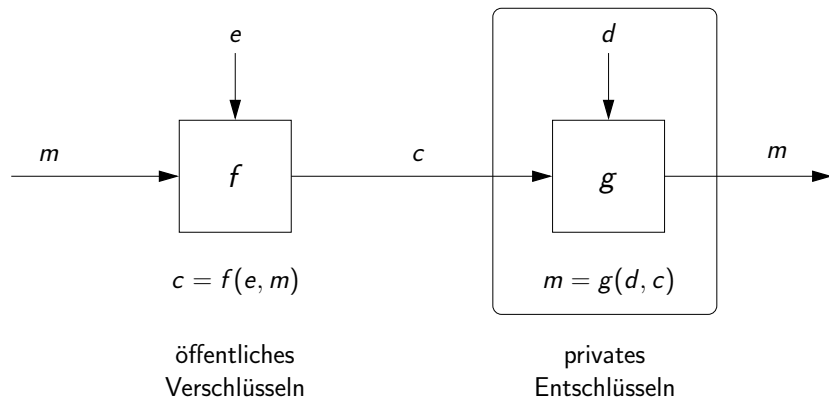 e
d
m
f
c
g
m
c = f(e, m)
m = g(d, c)
öffentliches
Verschlüsseln
privates
Entschlüsseln